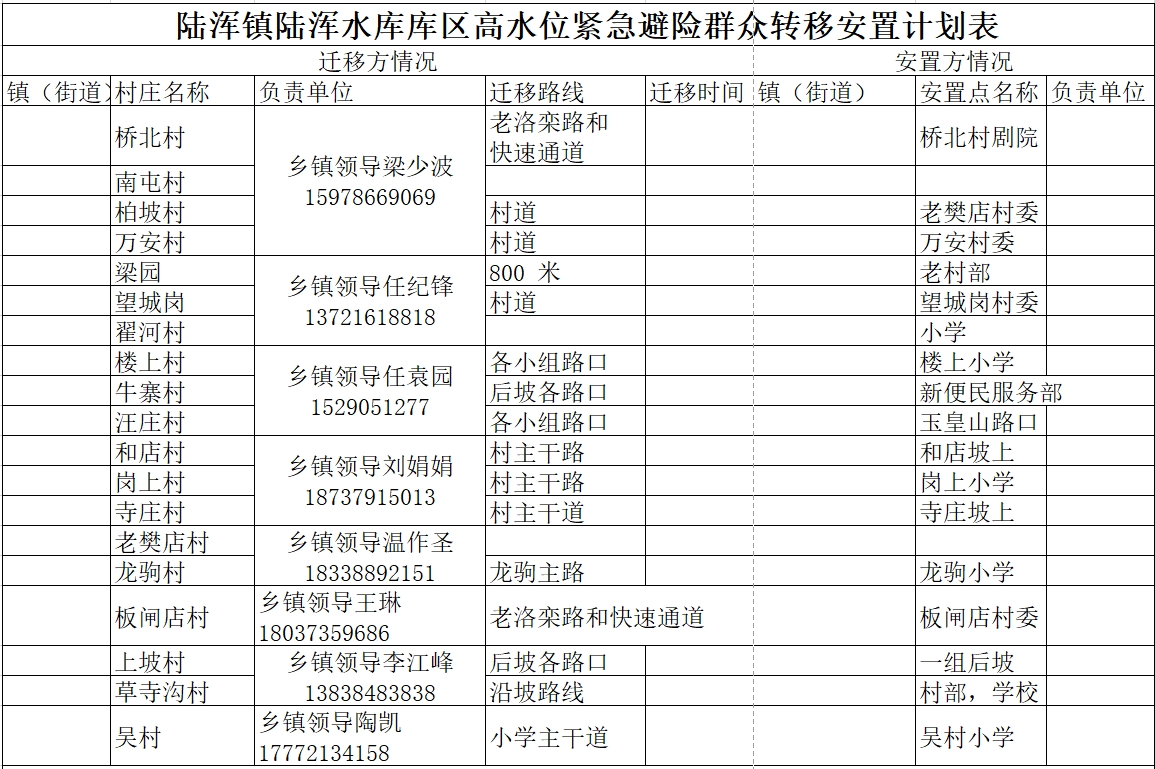 陆浑镇陆浑水库库区高水位紧急避险群众转移安置计划表
迁移方情况 安置方情况
镇（街道） 村庄名称 负责单位 迁移路线 迁移时间 镇（街道） 安置点名称 负责单位
桥北村 乡镇领导梁少波 15978669069 老洛栾路和快速通道 桥北村剧院
南屯村
柏坡村 村道 老樊店村委
万安村 村道 万安村委
梁园 乡镇领导任纪锋 13721618818 800 米 老村部
望城岗 村道 望城岗村委
翟河村 小学
楼上村 乡镇领导任袁园 1529051277 各小组路口 楼上小学
牛寨村 后坡各路口 新便民服务部
汪庄村 各小组路口 玉皇山路口
和店村 乡镇领导刘娟娟 18737915013 村主干路 和店坡上
岗上村 村主干路 岗上小学
寺庄村 村主干道 寺庄坡上
老樊店村 乡镇领导温作圣 18338892151
龙驹村 龙驹主路 龙驹小学
板闸店村 乡镇领导王琳 18037359686 老洛栾路和快速通道 板闸店村委
上坡村 乡镇领导李江峰 13838483838 后坡各路口 一组后坡
草寺沟村 沿坡路线 村部，学校
吴村 乡镇领导陶凯 17772134158 小学主干道 吴村小学